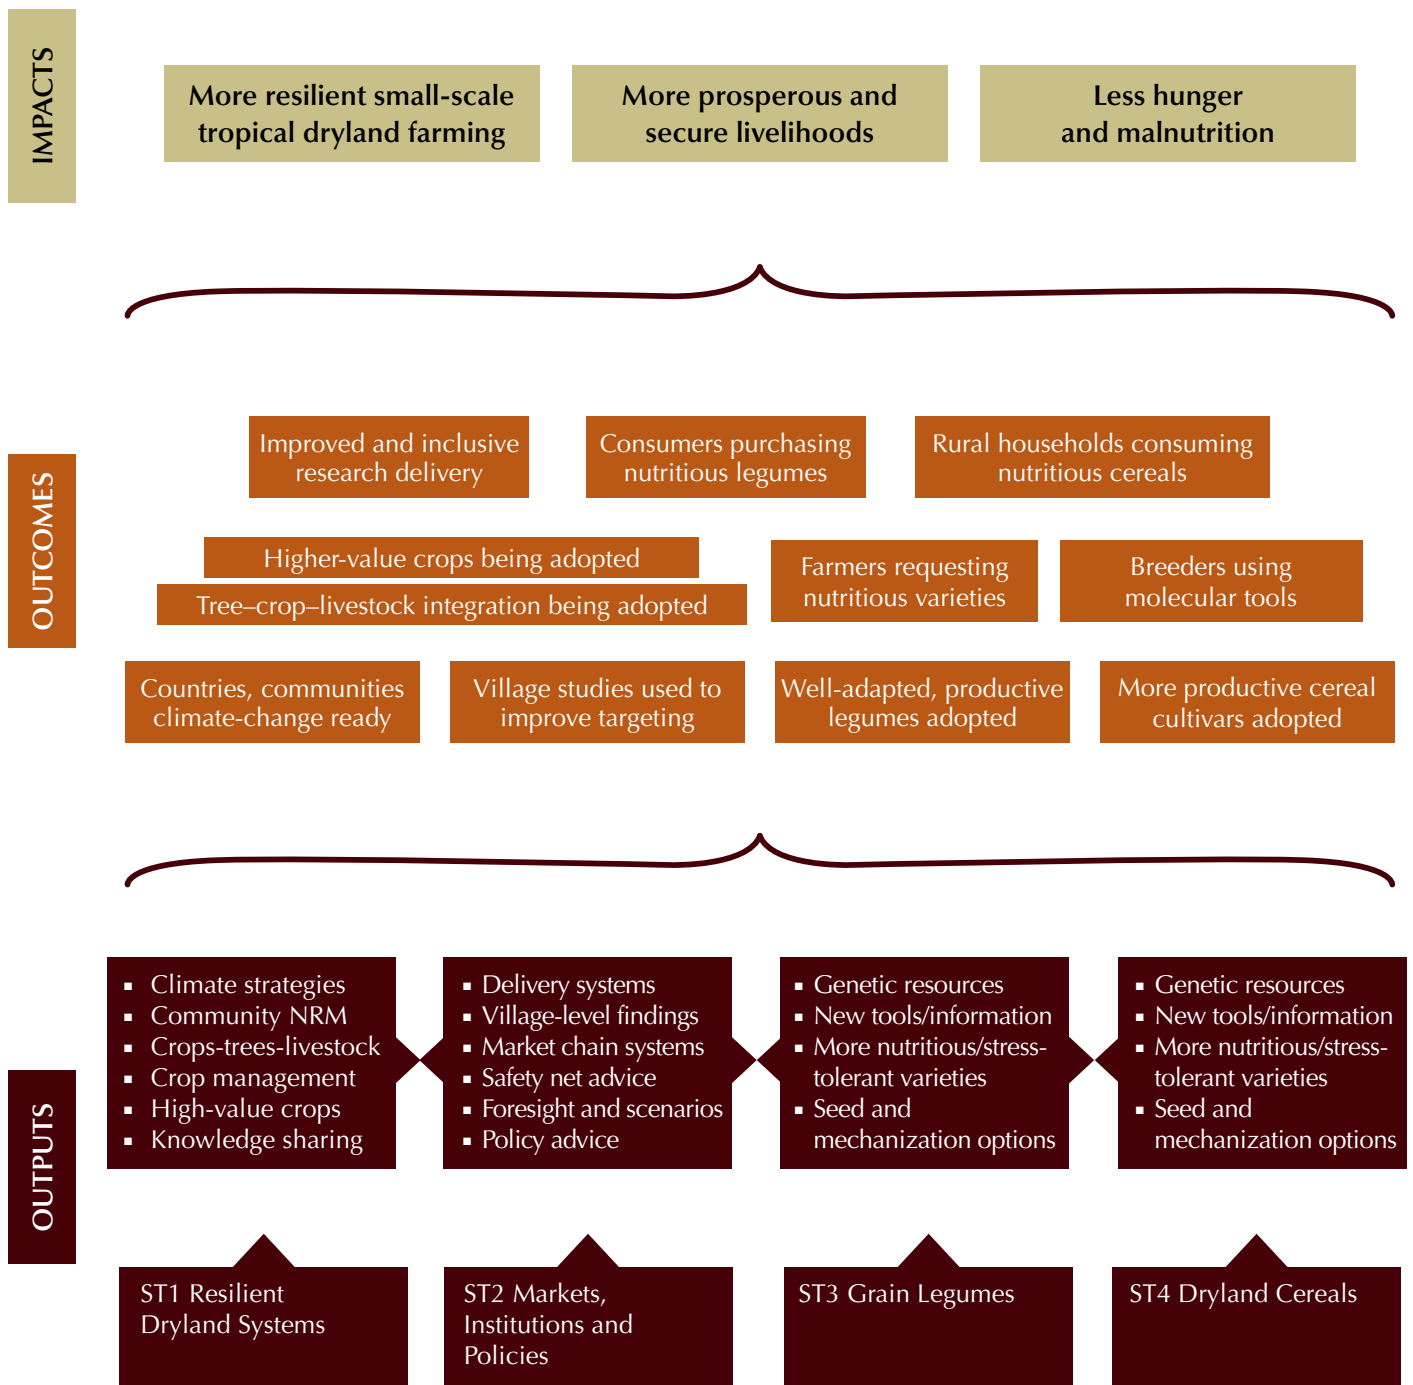 IMPACTS
More resilient small-scale
tropical dryland farming
More prosperous and
secure livelihoods
Less hunger
and malnutrition
OUTCOMES
Improved and inclusive
research delivery
Consumers purchasing
nutritious legumes
Rural households consuming
nutritious cereals
Higher-value crops being adopted
Tree–crop–livestock integration being adopted
Farmers requesting
nutritious varieties
Breeders using
molecular tools
Countries, communities
climate-change ready
Village studies used to
improve targeting
Well-adapted, productive
legumes adopted
More productive cereal
cultivars adopted
OUTPUTS
▪ Climate strategies
▪ Community NRM
▪ Crops-trees-livestock
▪ Crop management
▪ High-value crops
▪ Knowledge sharing
▪ Delivery systems
▪ Village-level findings
▪ Market chain systems
▪ Safety net advice
▪ Foresight and scenarios
▪ Policy advice
▪ Genetic resources
▪ New tools/information
▪ More nutritious/stress-
tolerant varieties
▪ Seed and
mechanization options
▪ Genetic resources
▪ New tools/information
▪ More nutritious/stress-
tolerant varieties
▪ Seed and
mechanization options
ST1 Resilient
Dryland Systems
ST2 Markets,
Institutions and
Policies
ST3 Grain Legumes
ST4 Dryland Cereals